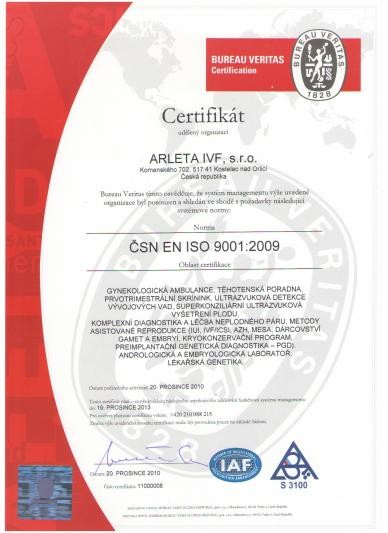 BUREAU VERITAS
Certification
BUREAU VERITAS
1828
Certifikát
udělený organizaci
ARLETA IVF, s.r.o.
Komenského 702, 517 41 Kostelec nad Orlicí
Česká republika
Bureau Veritas tímto osvědčuje, že systém managementu výše uvedené
organizace byl posouzen a shledán ve shodě s požadavky následující
systémové normy:
Norma
ČSN EN ISO 9001:2009
Oblast certifikace
GYNEKOLOGICKÁ AMBULANCE, TĚHOTENSKÁ PORADNA,
PRVOTRIMESTRÁLNÍ SKRÍNINK, ULTRAZVUKOVÁ DETEKCE
VÝVOJOVÝCH VAD, SUPERKONZILIÁRNÍ ULTRAZVUKOVÁ
VYŠETŘENÍ PLODU.
KOMPLEXNÍ DIAGNOSTIKA A LÉČBA NEPLODNÉHO PÁRU, METODY
ASISTOVANÉ REPRODUKCE (IUI, IVF/ICSI, AZH, MESA, DÁRCOVSTVÍ
GAMET A EMBRYÍ, KRYOKONZERVAČNÍ PROGRAM,
PREIMPLANTAČNÍ GENETICKÁ DIAGNOSTIKA – PGD).
ANDROLOGICKÁ A EMBRYOLOGICKÁ LABORATOŘ.
LÉKAŘSKÁ GENETIKA.
Datum počátečního schválení: 20. PROSINCE 2010
do: 19. PROSINCE 2013
+420 210 088 215
Datum: 20. PROSINCE 2010
Číslo certifikátu: 11000008
IAF
S 3100